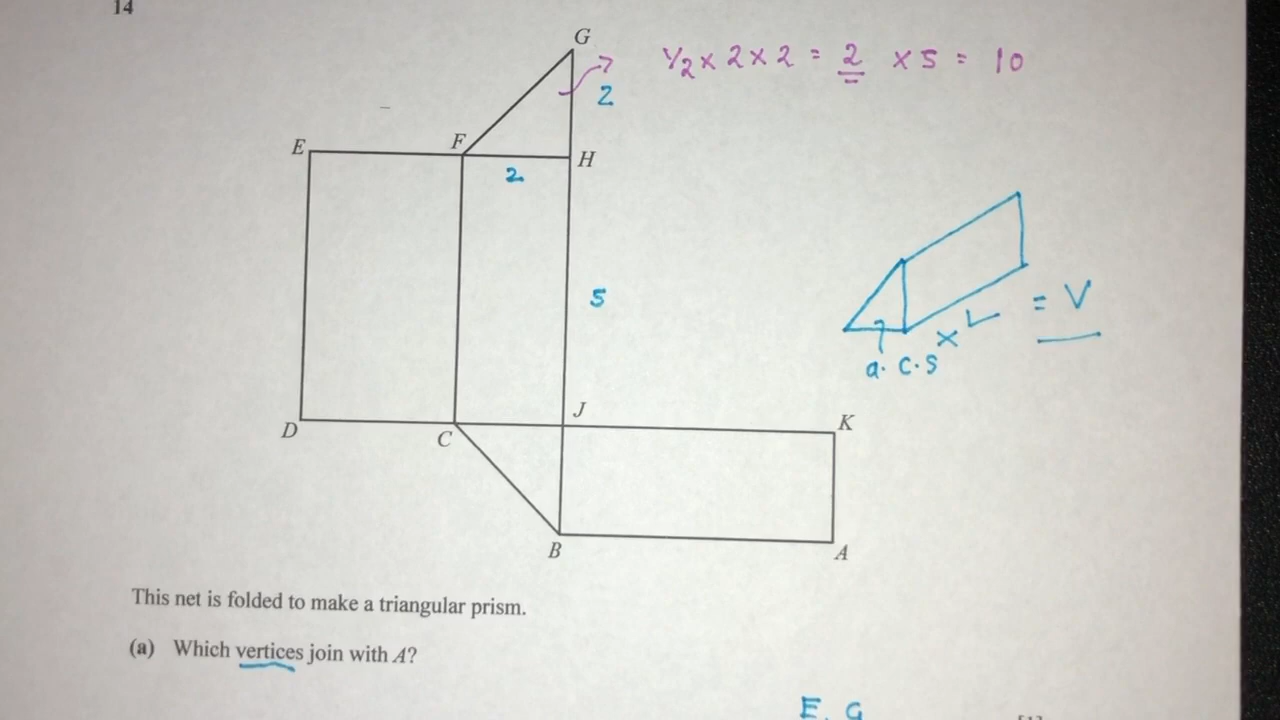 14
G
½ × 2 × 2 = 2 × 5 = 10
2
E
F
H
2
5
= V
× L
a. c. s
J
K
D
C
B
A
This net is folded to make a triangular prism.
(a) Which vertices join with A?
E, G